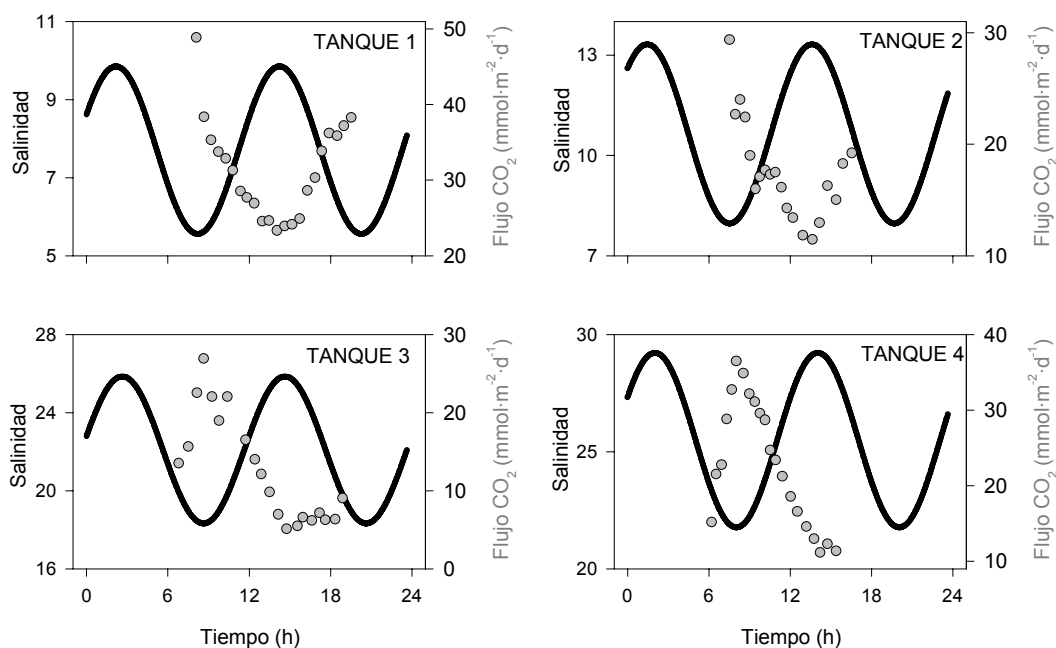 TANQUE 1
Salinidad
11
9
7
5
50
40
30
20
Flujo CO₂ (mmol·m⁻²·d⁻¹)
TANQUE 2
Salinidad
13
10
7
30
20
10
Flujo CO₂ (mmol·m⁻²·d⁻¹)
TANQUE 3
Salinidad
28
24
20
16
30
20
10
0
Flujo CO₂ (mmol·m⁻²·d⁻¹)
0 6 12 18 24
Tiempo (h)
TANQUE 4
Salinidad
30
25
20
40
30
20
10
Flujo CO₂ (mmol·m⁻²·d⁻¹)
0 6 12 18 24
Tiempo (h)